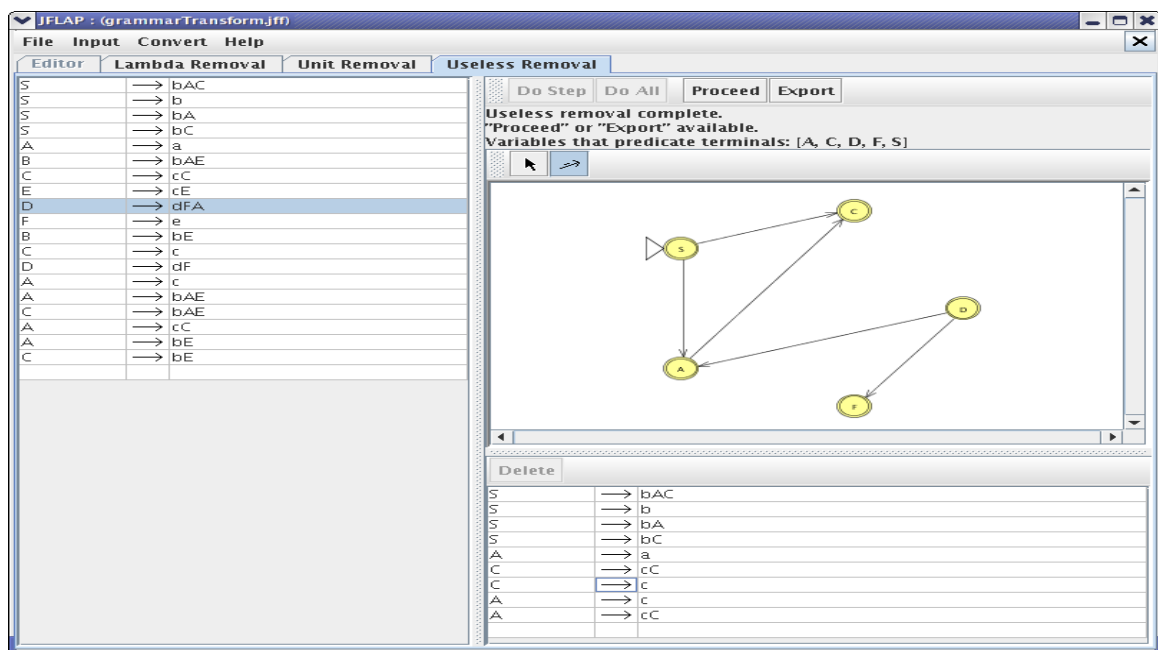 JFLAP : (grammarTransform.jff)
File Input Convert Help
Editor Lambda Removal Unit Removal Useless Removal
S → bAC
S → b
S → bA
S → bC
A → a
B → bAE
C → cC
E → cE
D → dFA
F → e
B → bE
C → c
D → dF
A → c
A → bAE
C → bAE
A → cC
A → bE
C → bE
Do Step Do All Proceed Export
Useless removal complete.
"Proceed" or "Export" available.
Variables that predicate terminals: [A, C, D, F, S]
C
S
D
A
F
Delete
S → bAC
S → b
S → bA
S → bC
A → a
C → cC
C → c
A → c
A → cC